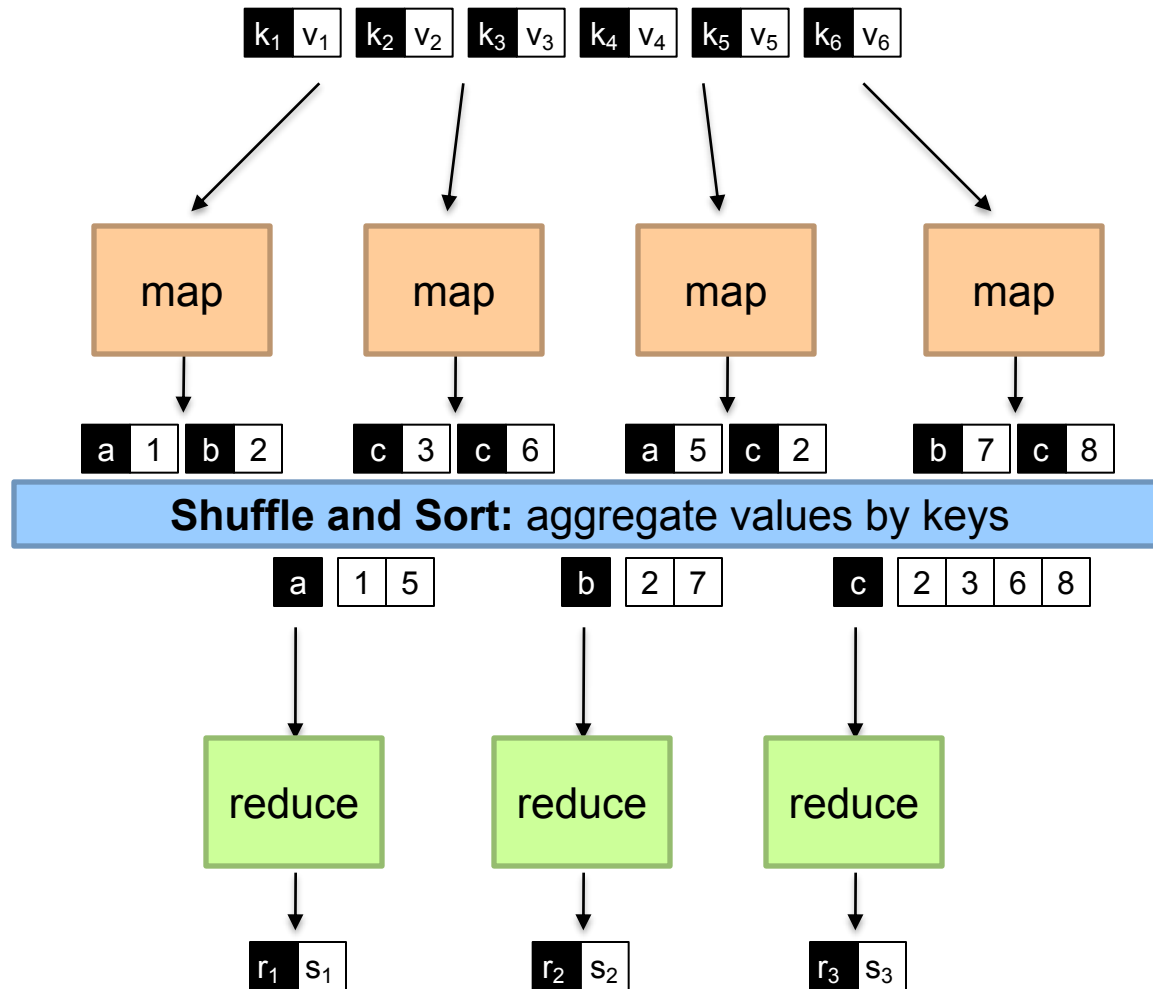 k₁ v₁ k₂ v₂ k₃ v₃ k₄ v₄ k₅ v₅ k₆ v₆
map map map map
a 1 b 2 c 3 c 6 a 5 c 2 b 7 c 8
Shuffle and Sort: aggregate values by keys
a 1 5 b 2 7 c 2 3 6 8
reduce reduce reduce
r₁ s₁ r₂ s₂ r₃ s₃